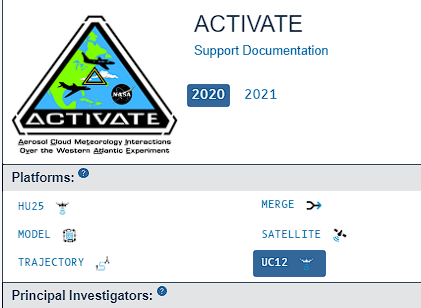 ACTIVATE
Support Documentation
2020 2021
NASA
ACTIVATE
Aerosol Cloud Meteorology Interactions
Over the Western Atlantic Experiment
Platforms: ?
HU25 MERGE
MODEL SATELLITE
TRAJECTORY UC12
Principal Investigators: ?